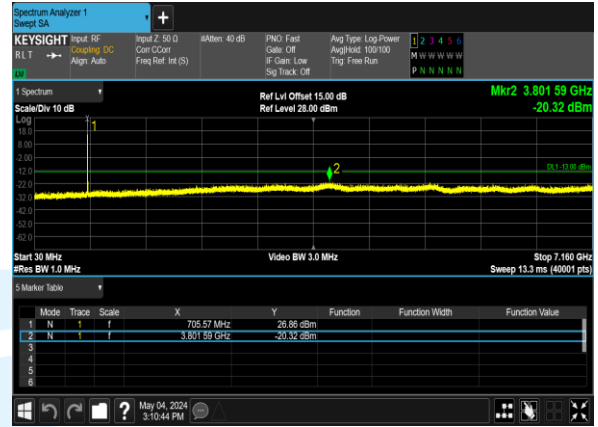 Spectrum Analyzer 1
Swept SA
+
KEYSIGHT Input: RF Input Z: 50 Ω #Atten: 40 dB PNO: Fast Avg Type: Log-Power 1 2 3 4 5 6
RLT Coupling: DC Corr CCorr Gate: Off Avg|Hold: 100/100 M W W W W W
Align: Auto Freq Ref: Int (S) IF Gain: Low Trig: Free Run P N N N N N
Sig Track: Off
1 Spectrum Ref Lvl Offset 15.00 dB Mkr2 3.801 59 GHz
Scale/Div 10 dB Ref Level 28.00 dBm -20.32 dBm
Log 1
18.0
8.00
-2.00
-12.0 2 DL1 -13.00 dBm
-22.0
-32.0
-42.0
-52.0
-62.0
Start 30 MHz Video BW 3.0 MHz Stop 7.160 GHz
#Res BW 1.0 MHz Sweep 13.3 ms (40001 pts)
5 Marker Table
Mode Trace Scale X Y Function Function Width Function Value
1 N 1 f 705.57 MHz 26.86 dBm
2 N 1 f 3.801 59 GHz -20.32 dBm
3
4
5
6
? May 04, 2024
3:10:44 PM